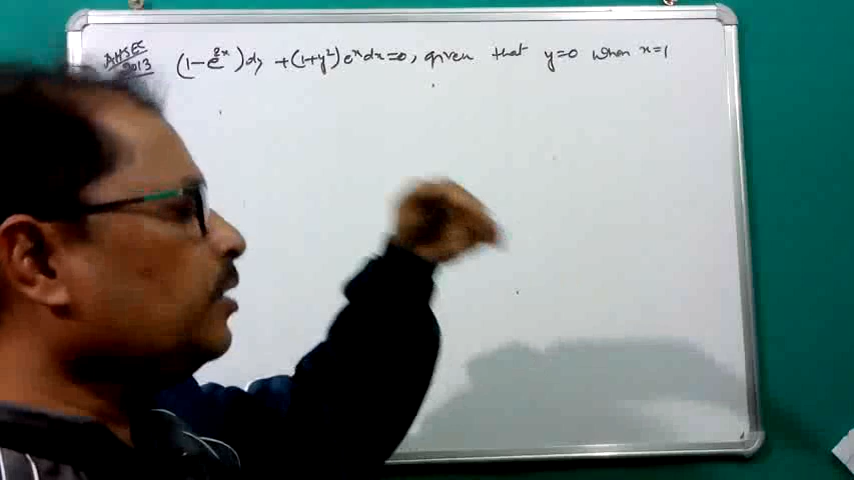 AHSEC
2013
(1-e²ˣ)dy +(1+y²)eˣdx=0, given that y=0 when x=1